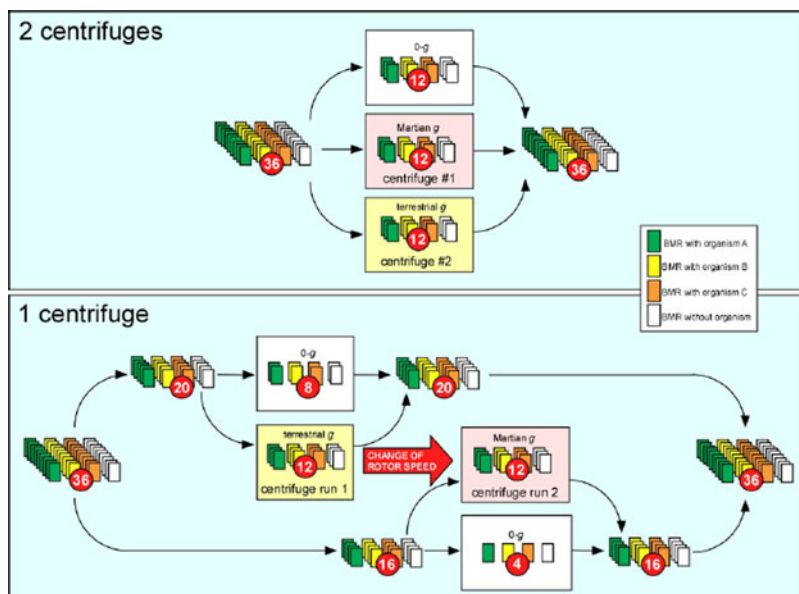 2 centrifuges
0-g
12
Martian g
12
centrifuge #1
terrestrial g
12
centrifuge #2
36
36
BMR with organism A
BMR with organism B
BMR with organism C
BMR without organism
1 centrifuge
20
0-g
8
20
terrestrial g
12
centrifuge run 1
CHANGE OF
ROTOR SPEED
Martian g
12
centrifuge run 2
36
36
16
0-g
4
16